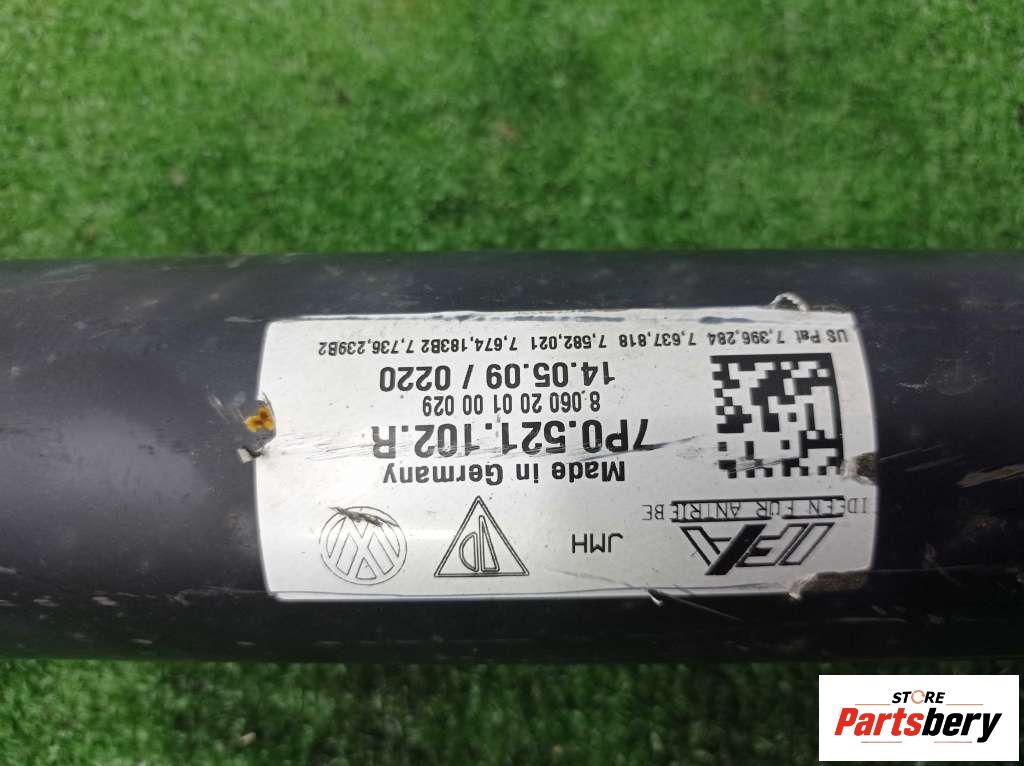 IFA
IDEEN FÜR ANTRIEBE
JMH
Made in Germany
7P0.521.102.R
8.060 20 01 00 029
14.05.09 / 0220
US Pat 7,396,284 7,637,818 7,582,021 7,674,183B2 7,736,239B2
STORE
Partsbery